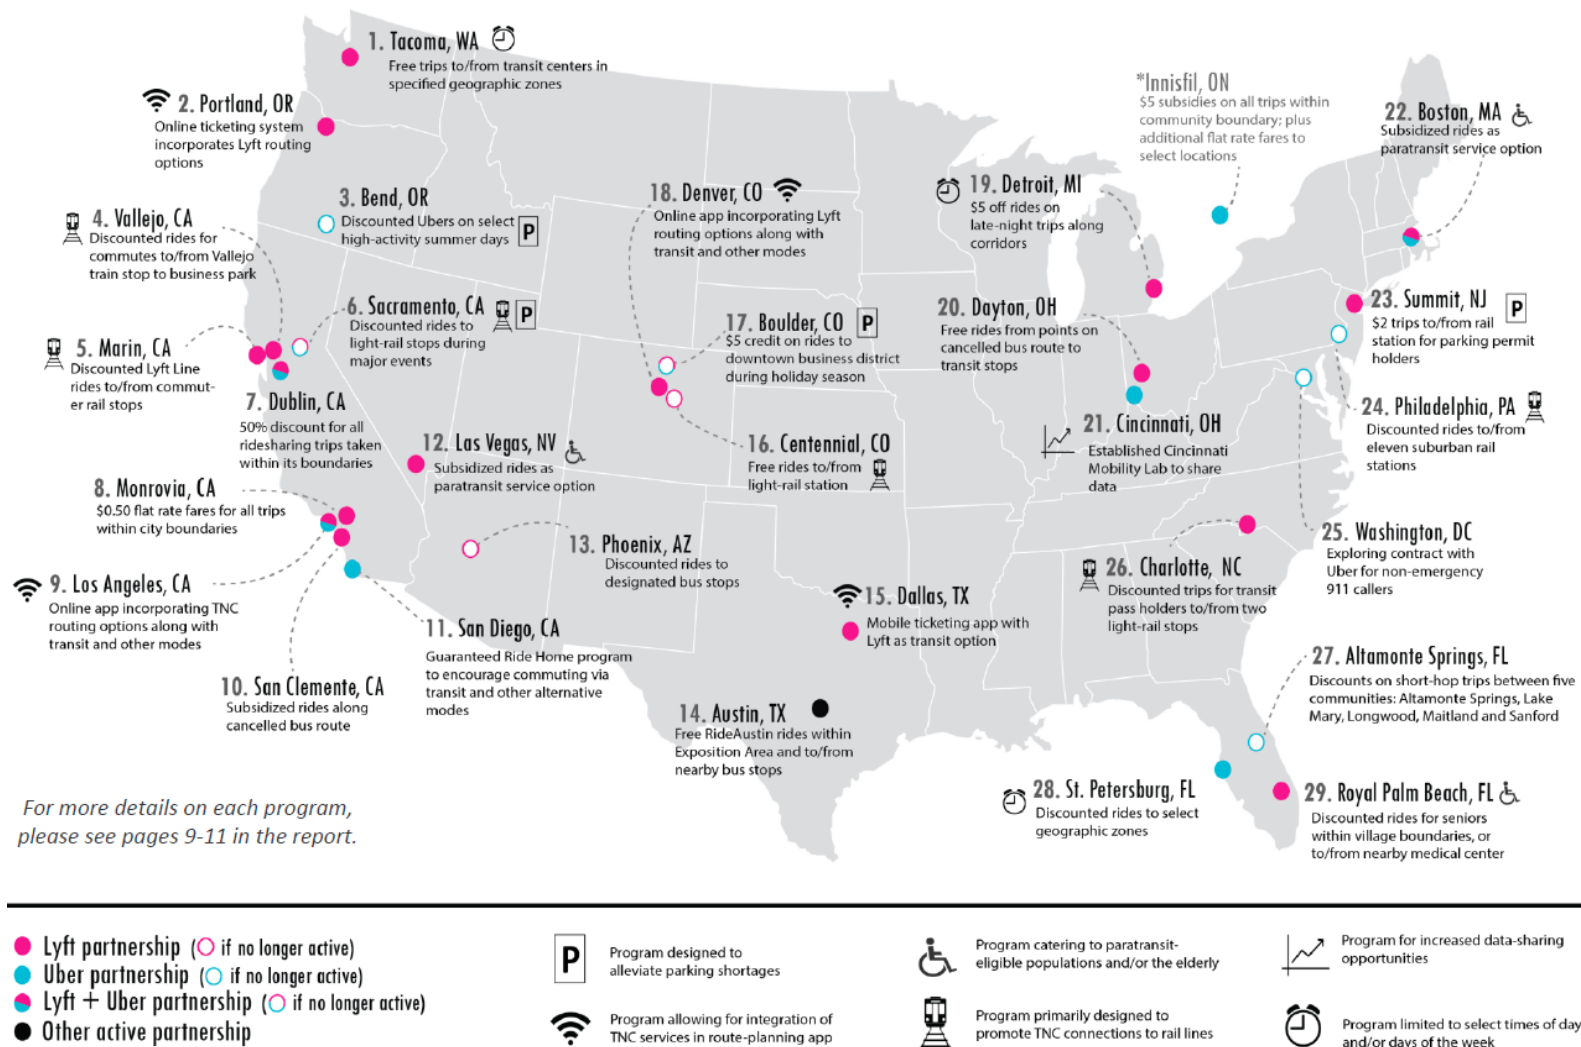 1. Tacoma, WA
Free trips to/from transit centers in
specified geographic zones
2. Portland, OR
Online ticketing system
incorporates Lyft routing
options
3. Bend, OR
Discounted Ubers on select
high-activity summer days
P
4. Vallejo, CA
Discounted rides for
commutes to/from Vallejo
train stop to business park
5. Marin, CA
Discounted Lyft Line
rides to/from commut-
er rail stops
6. Sacramento, CA
P
Discounted rides to
light-rail stops during
major events
7. Dublin, CA
50% discount for all
ridesharing trips taken
within its boundaries
8. Monrovia, CA
$0.50 flat rate fares for all trips
within city boundaries
9. Los Angeles, CA
Online app incorporating TNC
routing options along with
transit and other modes
10. San Clemente, CA
Subsidized rides along
cancelled bus route
11. San Diego, CA
Guaranteed Ride Home program
to encourage commuting via
transit and other alternative
modes
12. Las Vegas, NV
Subsidized rides as
paratransit service option
13. Phoenix, AZ
Discounted rides to
designated bus stops
14. Austin, TX
Free RideAustin rides within
Exposition Area and to/from
nearby bus stops
15. Dallas, TX
Mobile ticketing app with
Lyft as transit option
16. Centennial, CO
Free rides to/from
light-rail station
17. Boulder, CO
P
$5 credit on rides to
downtown business district
during holiday season
18. Denver, CO
Online app incorporating Lyft
routing options along with
transit and other modes
19. Detroit, MI
$5 off rides on
late-night trips along
corridors
20. Dayton, OH
Free rides from points on
cancelled bus route to
transit stops
21. Cincinnati, OH
Established Cincinnati
Mobility Lab to share
data
*Innisfil, ON
$5 subsidies on all trips within
community boundary; plus
additional flat rate fares to
select locations
22. Boston, MA
Subsidized rides as
paratransit service option
23. Summit, NJ
P
$2 trips to/from rail
station for parking permit
holders
24. Philadelphia, PA
Discounted rides to/from
eleven suburban rail
stations
25. Washington, DC
Exploring contract with
Uber for non-emergency
911 callers
26. Charlotte, NC
Discounted trips for transit
pass holders to/from two
light-rail stops
27. Altamonte Springs, FL
Discounts on short-hop trips between five
communities: Altamonte Springs, Lake
Mary, Longwood, Maitland and Sanford
28. St. Petersburg, FL
Discounted rides to select
geographic zones
29. Royal Palm Beach, FL
Discounted rides for seniors
within village boundaries, or
to/from nearby medical center
For more details on each program,
please see pages 9-11 in the report.
Lyft partnership ( if no longer active)
Uber partnership ( if no longer active)
Lyft + Uber partnership ( if no longer active)
Other active partnership
P
Program designed to
alleviate parking shortages
Program allowing for integration of
TNC services in route-planning app
Program catering to paratransit-
eligible populations and/or the elderly
Program primarily designed to
promote TNC connections to rail lines
Program for increased data-sharing
opportunities
Program limited to select times of day
and/or days of the week